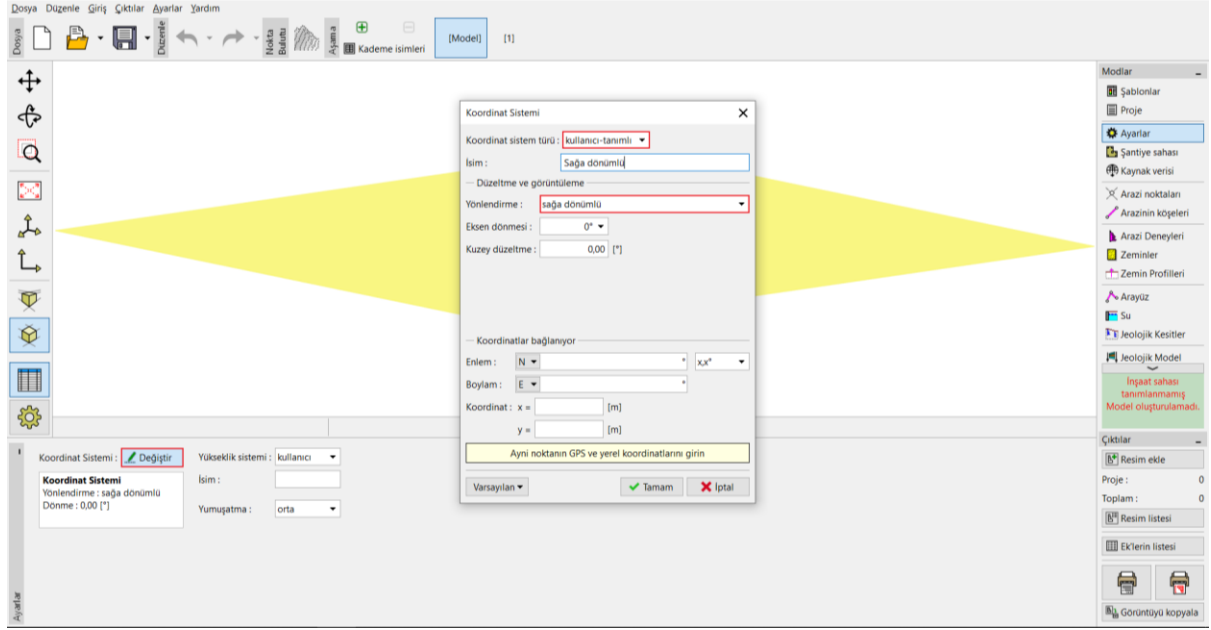 Dosya Düzenle Giriş Çıktılar Ayarlar Yardım
Dosya
Düzenle
Nokta
Bulutu
Aşama
Kademe isimleri
[Model]
[1]
Koordinat Sistemi
Koordinat sistem türü : kullanıcı-tanımlı
İsim : Sağa dönümlü
Düzeltme ve görüntüleme
Yönlendirme : sağa dönümlü
Eksen dönmesi : 0°
Kuzey düzeltme : 0,00 [°]
Koordinatlar bağlanıyor
Enlem : N ° x,x°
Boylam : E °
Koordinat : x = [m]
y = [m]
Ayni noktanın GPS ve yerel koordinatlarını girin
Varsayılan Tamam İptal
Modlar
Şablonlar
Proje
Ayarlar
Şantiye sahası
Kaynak verisi
Arazi noktaları
Arazinin köşeleri
Arazi Deneyleri
Zeminler
Zemin Profilleri
Arayüz
Su
Jeolojik Kesitler
Jeolojik Model
İnşaat sahası
tanımlanmamış
Model oluşturulamadı.
Çıktılar
Resim ekle
Proje : 0
Toplam : 0
Resim listesi
Ek'lerin listesi
Görüntüyü kopyala
Ayarlar
Koordinat Sistemi : Değiştir
Koordinat Sistemi
Yönlendirme : sağa dönümlü
Dönme : 0,00 [°]
Yükseklik sistemi : kullanıcı
İsim :
Yumuşatma : orta